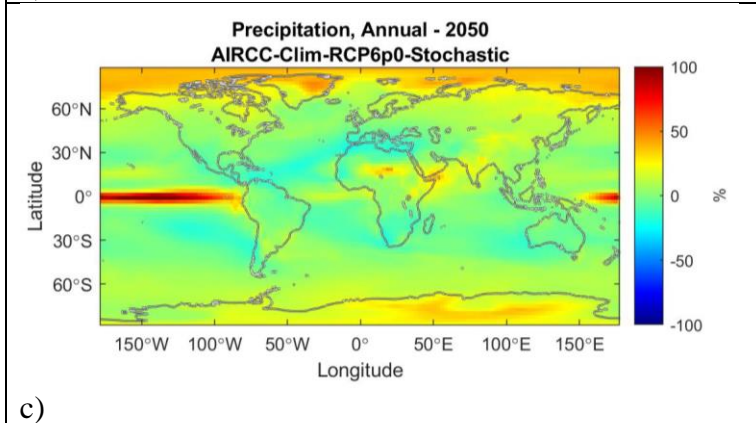 Precipitation, Annual - 2050
AIRCC-Clim-RCP6p0-Stochastic
60°N
30°N
0°
30°S
60°S
Latitude
150°W 100°W 50°W 0° 50°E 100°E 150°E
Longitude
100
50
0
-50
-100
%
c)